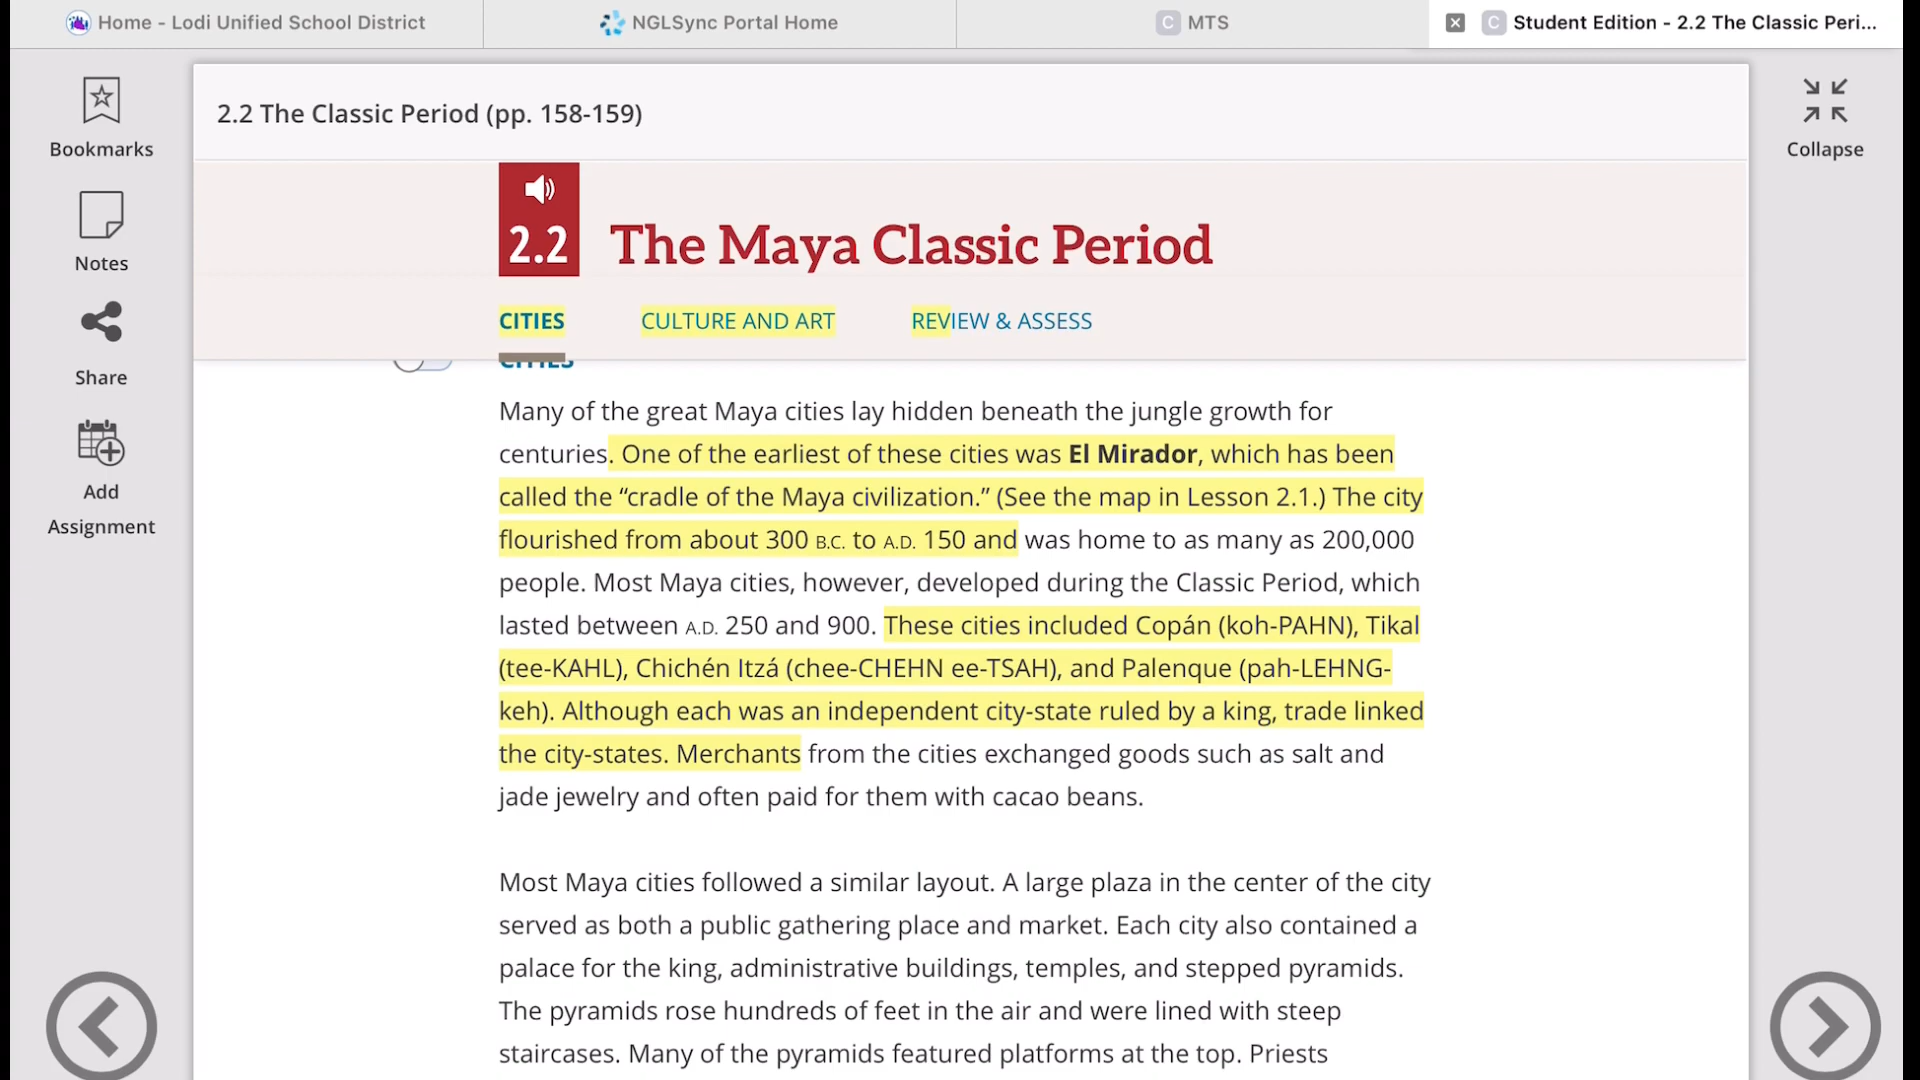 Home - Lodi Unified School District
NGLSync Portal Home
C MTS
C Student Edition - 2.2 The Classic Peri...
Bookmarks
Notes
Share
Add
Assignment
Collapse
2.2 The Classic Period (pp. 158-159)
2.2
The Maya Classic Period
CITIES
CULTURE AND ART
REVIEW & ASSESS
CITIES
Many of the great Maya cities lay hidden beneath the jungle growth for
centuries. One of the earliest of these cities was El Mirador, which has been
called the “cradle of the Maya civilization.” (See the map in Lesson 2.1.) The city
flourished from about 300 B.C. to A.D. 150 and was home to as many as 200,000
people. Most Maya cities, however, developed during the Classic Period, which
lasted between A.D. 250 and 900. These cities included Copán (koh-PAHN), Tikal
(tee-KAHL), Chichén Itzá (chee-CHEHN ee-TSAH), and Palenque (pah-LEHNG-
keh). Although each was an independent city-state ruled by a king, trade linked
the city-states. Merchants from the cities exchanged goods such as salt and
jade jewelry and often paid for them with cacao beans.
Most Maya cities followed a similar layout. A large plaza in the center of the city
served as both a public gathering place and market. Each city also contained a
palace for the king, administrative buildings, temples, and stepped pyramids.
The pyramids rose hundreds of feet in the air and were lined with steep
staircases. Many of the pyramids featured platforms at the top. Priests